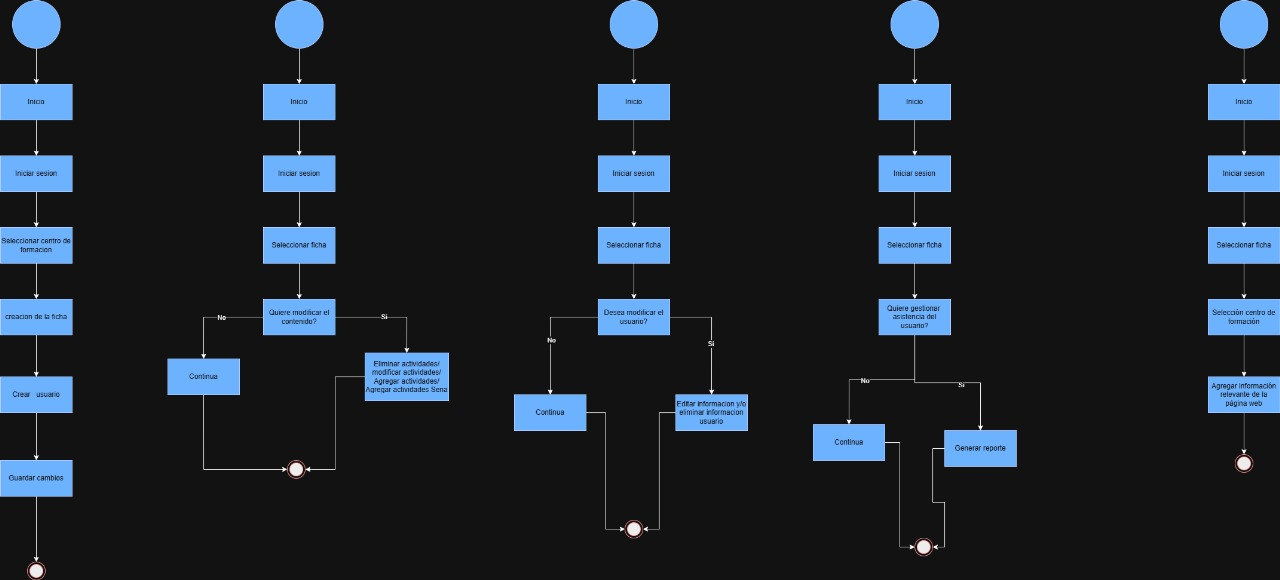 Inicio
Iniciar sesion
Seleccionar centro de
formacion
creacion de la ficha
Crear usuario
Guardar cambios
Inicio
Iniciar sesion
Seleccionar ficha
Quiere modificar el
contenido?
No
Si
Continua
Eliminar actividades/
modificar actividades/
Agregar actividades/
Agregar actividades Sena
Inicio
Iniciar sesion
Seleccionar ficha
Desea modificar el
usuario?
No
Si
Continua
Editar informacion y/o
eliminar informacion
usuario
Inicio
Iniciar sesion
Seleccionar ficha
Quiere gestionar
asistencia del
usuario?
No
Si
Continua
Generar reporte
Inicio
Iniciar sesion
Seleccionar ficha
Selección centro de
formación
Agregar información
relevante de la
página web